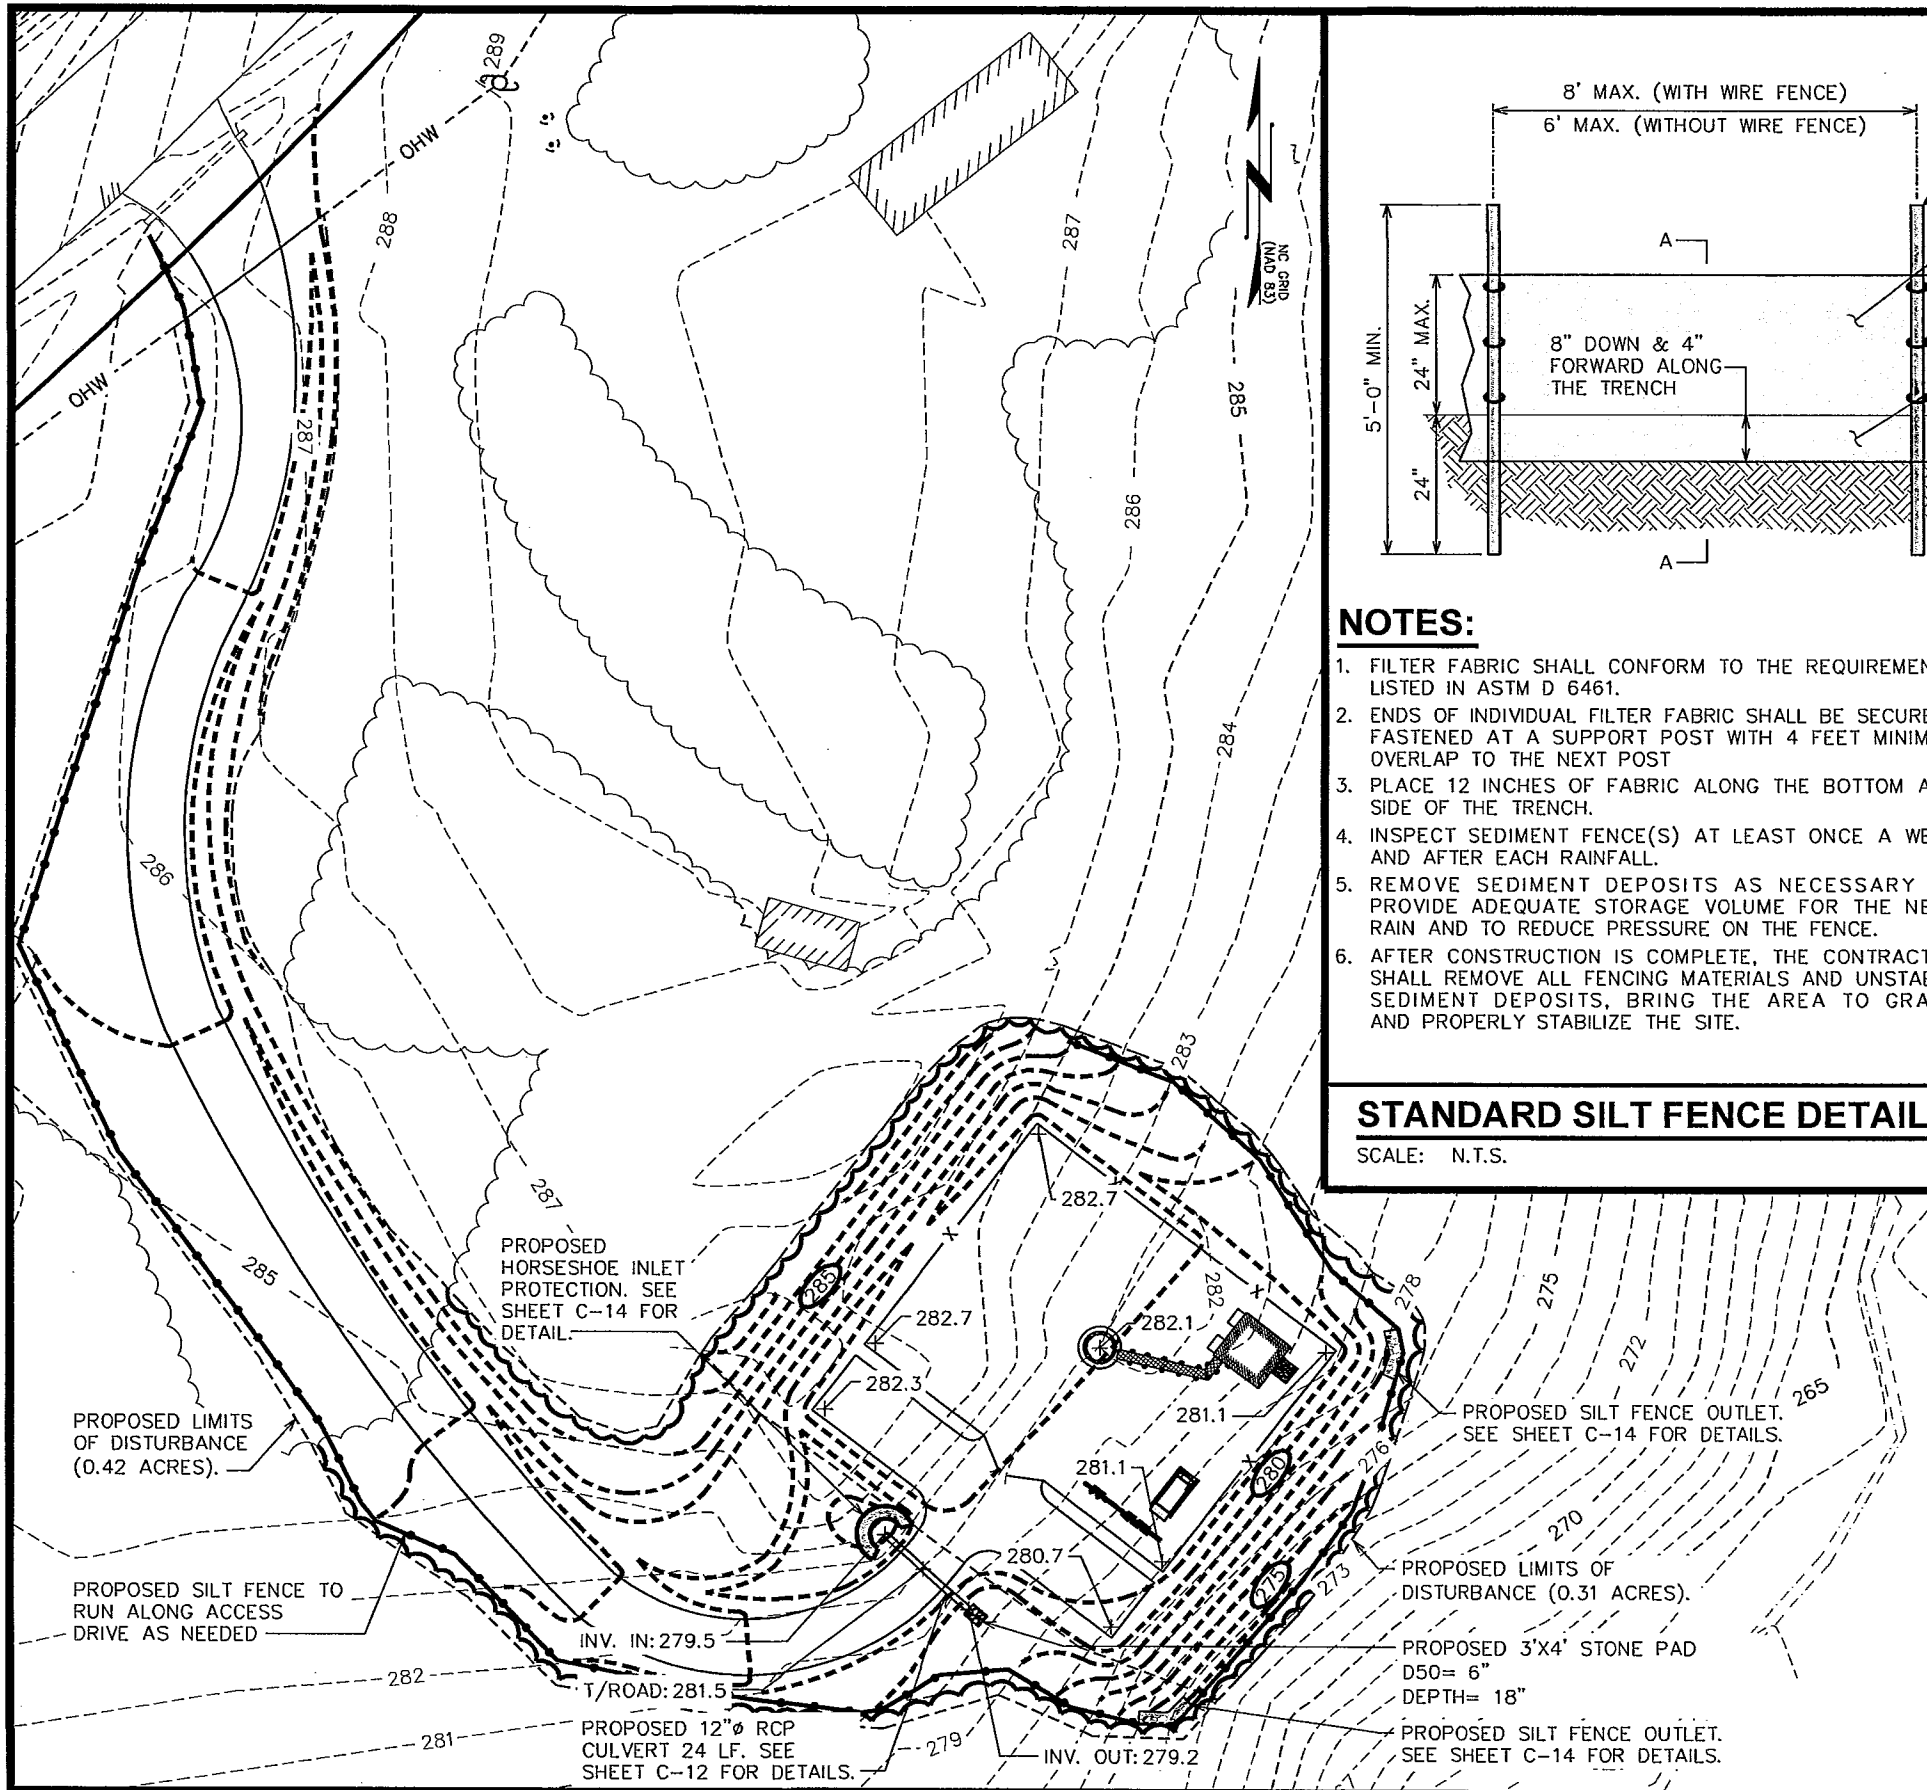 289
OHW
288
287
NC GRID
(NAD 83)
OHW
285
287
286
284
286
283
287
285
PROPOSED
HORSESHOE INLET
PROTECTION. SEE
SHEET C-14 FOR
DETAIL.
285
282.7
282.7
282
282.1
282.3
281.1
281.1
280
278
275
272
265
276
270
273
275
PROPOSED LIMITS
OF DISTURBANCE
(0.42 ACRES).
PROPOSED SILT FENCE OUTLET.
SEE SHEET C-14 FOR DETAILS.
PROPOSED SILT FENCE TO
RUN ALONG ACCESS
DRIVE AS NEEDED
280.7
PROPOSED LIMITS OF
DISTURBANCE (0.31 ACRES).
INV. IN:279.5
PROPOSED 3'X4' STONE PAD
D50= 6"
DEPTH= 18"
282
T/ROAD:281.5
281
PROPOSED 12"ø RCP
CULVERT 24 LF. SEE
SHEET C-12 FOR DETAILS.
279
INV. OUT:279.2
PROPOSED SILT FENCE OUTLET.
SEE SHEET C-14 FOR DETAILS.
8' MAX. (WITH WIRE FENCE)
6' MAX. (WITHOUT WIRE FENCE)
A
5'-0" MIN.
24" MAX.
8" DOWN & 4"
FORWARD ALONG
THE TRENCH
24"
A
NOTES:
1. FILTER FABRIC SHALL CONFORM TO THE REQUIREMEN
LISTED IN ASTM D 6461.
2. ENDS OF INDIVIDUAL FILTER FABRIC SHALL BE SECURE
FASTENED AT A SUPPORT POST WITH 4 FEET MINIM
OVERLAP TO THE NEXT POST
3. PLACE 12 INCHES OF FABRIC ALONG THE BOTTOM A
SIDE OF THE TRENCH.
4. INSPECT SEDIMENT FENCE(S) AT LEAST ONCE A WE
AND AFTER EACH RAINFALL.
5. REMOVE SEDIMENT DEPOSITS AS NECESSARY
PROVIDE ADEQUATE STORAGE VOLUME FOR THE NE
RAIN AND TO REDUCE PRESSURE ON THE FENCE.
6. AFTER CONSTRUCTION IS COMPLETE, THE CONTRACT
SHALL REMOVE ALL FENCING MATERIALS AND UNSTAB
SEDIMENT DEPOSITS, BRING THE AREA TO GRA
AND PROPERLY STABILIZE THE SITE.
STANDARD SILT FENCE DETAIL
SCALE: N.T.S.